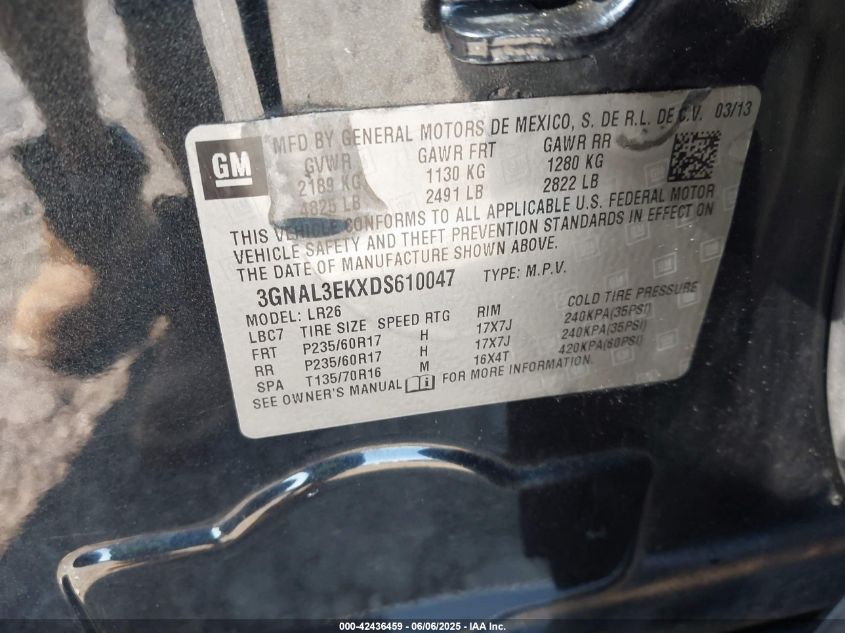 GM
MFD BY GENERAL MOTORS DE MEXICO, S. DE R.L. DE C.V. 03/13
GVWR GAWR FRT GAWR RR
2189 KG 1130 KG 1280 KG
4825 LB 2491 LB 2822 LB
THIS VEHICLE CONFORMS TO ALL APPLICABLE U.S. FEDERAL MOTOR
VEHICLE SAFETY AND THEFT PREVENTION STANDARDS IN EFFECT ON
THE DATE OF MANUFACTURE SHOWN ABOVE.
3GNAL3EKXDS610047 TYPE: M.P.V.
MODEL: LR26
LBC7 TIRE SIZE SPEED RTG RIM COLD TIRE PRESSURE
FRT P235/60R17 H 17X7J 240KPA(35PSI)
RR P235/60R17 H 17X7J 240KPA(35PSI)
SPA T135/70R16 M 16X4T 420KPA(60PSI)
SEE OWNER'S MANUAL FOR MORE INFORMATION.
000-42436459 - 06/06/2025 - IAA Inc.